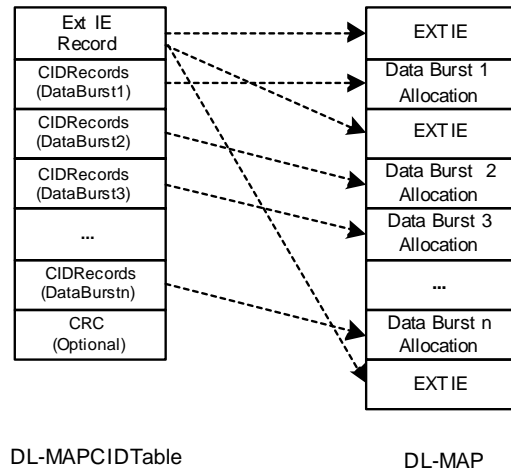 Ext IE
Record
CIDRecords
(DataBurst1)
CIDRecords
(DataBurst2)
CIDRecords
(DataBurst3)
...
CIDRecords
(DataBurstn)
CRC
(Optional)
DL-MAPCIDTable
EXTIE
Data Burst 1
Allocation
EXTIE
Data Burst 2
Allocation
Data Burst 3
Allocation
...
Data Burst n
Allocation
EXTIE
DL-MAP